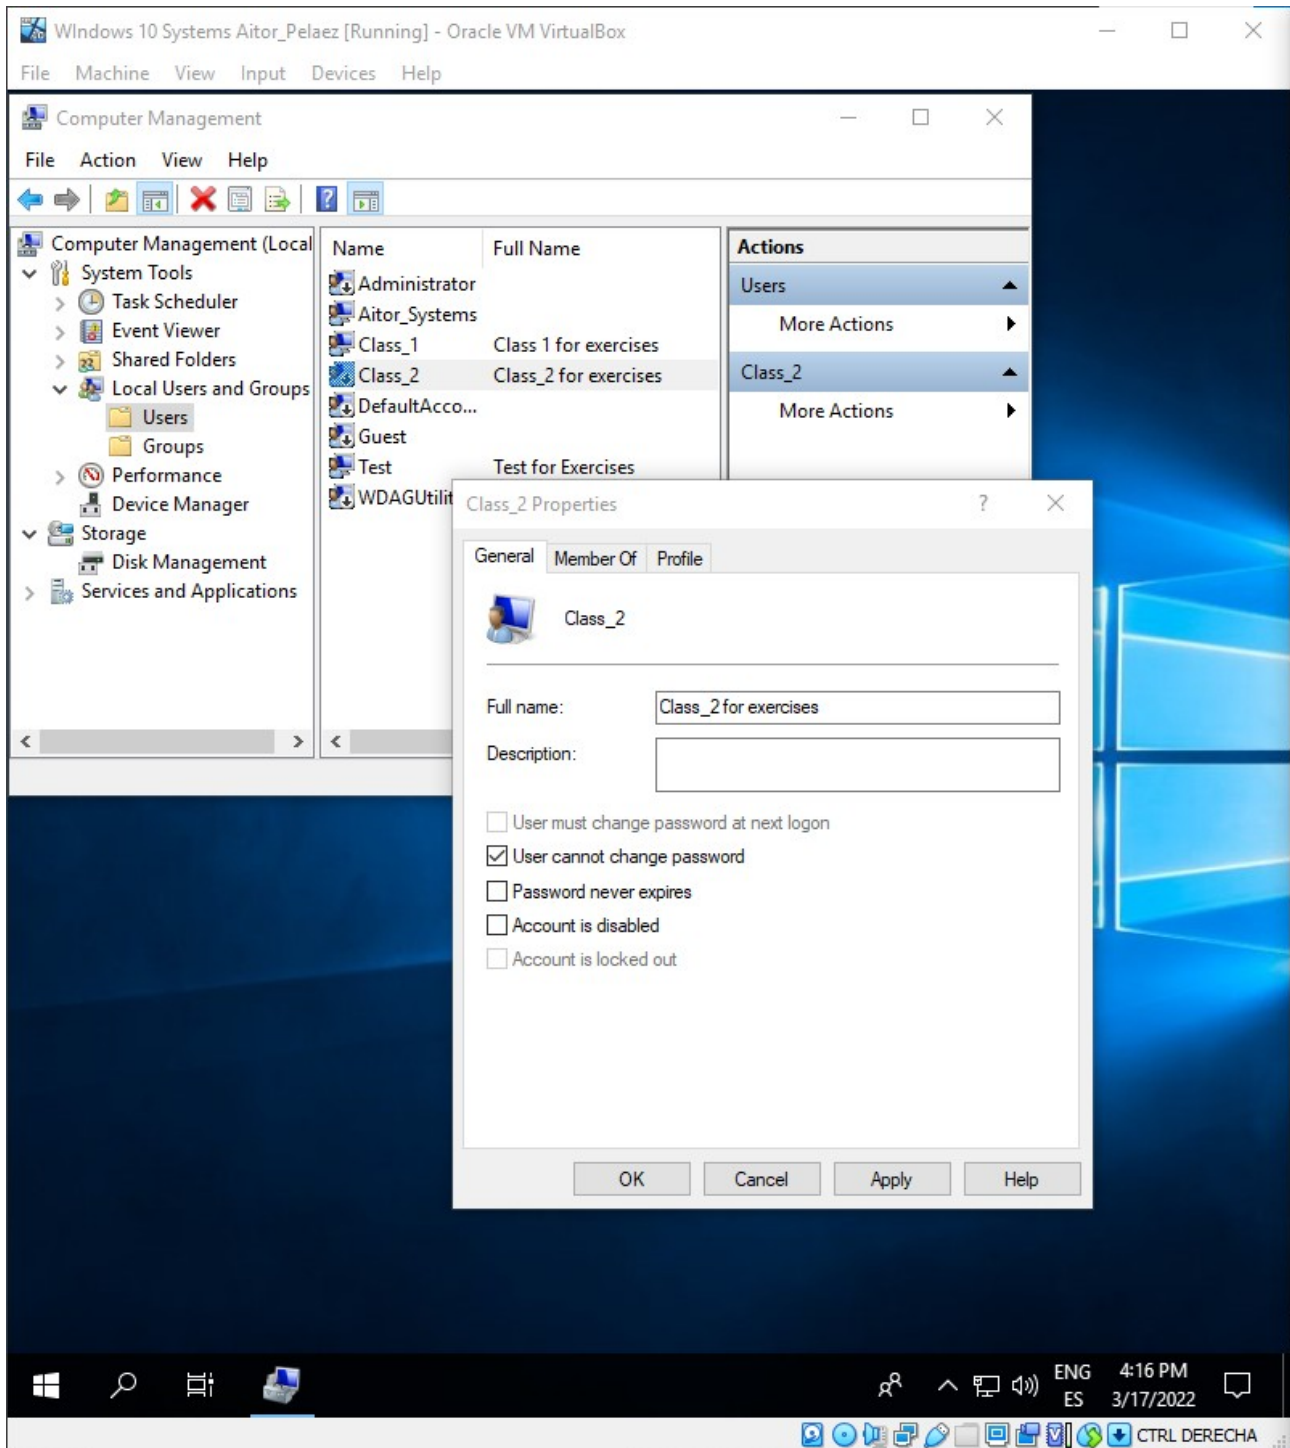 WIndows 10 Systems Aitor_Pelaez [Running] - Oracle VM VirtualBox
File Machine View Input Devices Help
Computer Management
File Action View Help
Computer Management (Local
System Tools
Task Scheduler
Event Viewer
Shared Folders
Local Users and Groups
Users
Groups
Performance
Device Manager
Storage
Disk Management
Services and Applications
Name Full Name
Administrator
Aitor_Systems
Class_1 Class 1 for exercises
Class_2 Class_2 for exercises
DefaultAcco...
Guest
Test Test for Exercises
WDAGUtilit
Actions
Users
More Actions
Class_2
More Actions
Class_2 Properties ?
General Member Of Profile
Class_2
Full name: Class_2 for exercises
Description:
User must change password at next logon
User cannot change password
Password never expires
Account is disabled
Account is locked out
OK Cancel Apply Help
ENG 4:16 PM
ES 3/17/2022
CTRL DERECHA